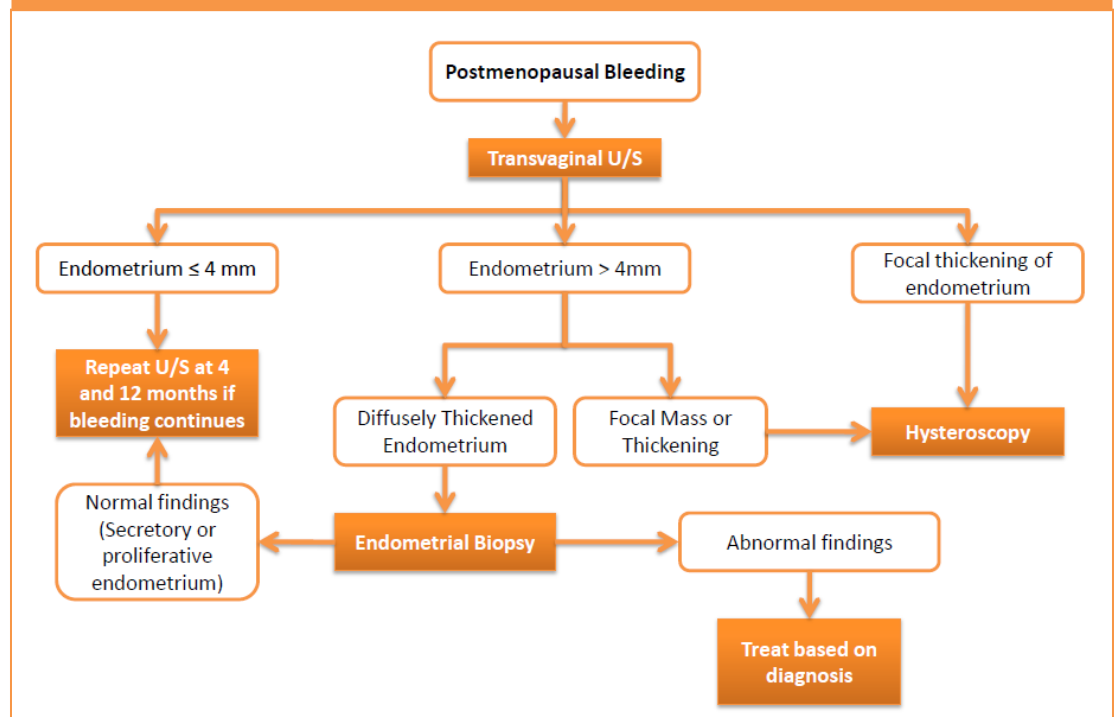 Postmenopausal Bleeding
Transvaginal U/S
Endometrium ≤ 4 mm
Endometrium > 4mm
Focal thickening of
endometrium
Repeat U/S at 4
and 12 months if
bleeding continues
Diffusely Thickened
Endometrium
Focal Mass or
Thickening
Hysteroscopy
Normal findings
(Secretory or
proliferative
endometrium)
Endometrial Biopsy
Abnormal findings
Treat based on
diagnosis